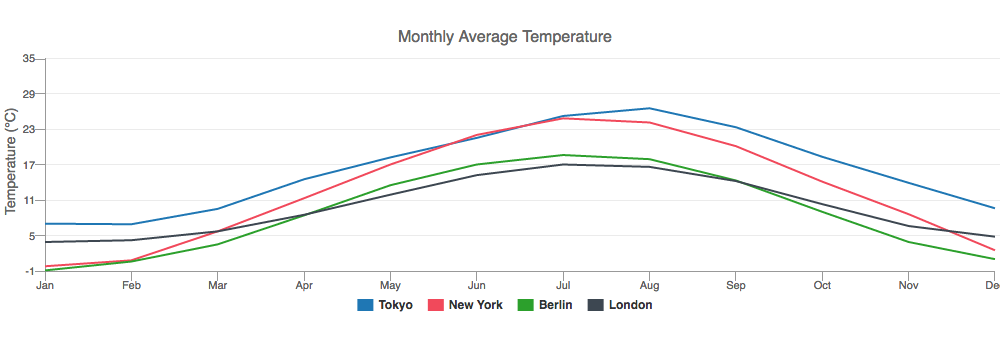 Monthly Average Temperature
Temperature (°C)
35
29
23
17
11
5
-1
Jan Feb Mar Apr May Jun Jul Aug Sep Oct Nov De
Tokyo New York Berlin London